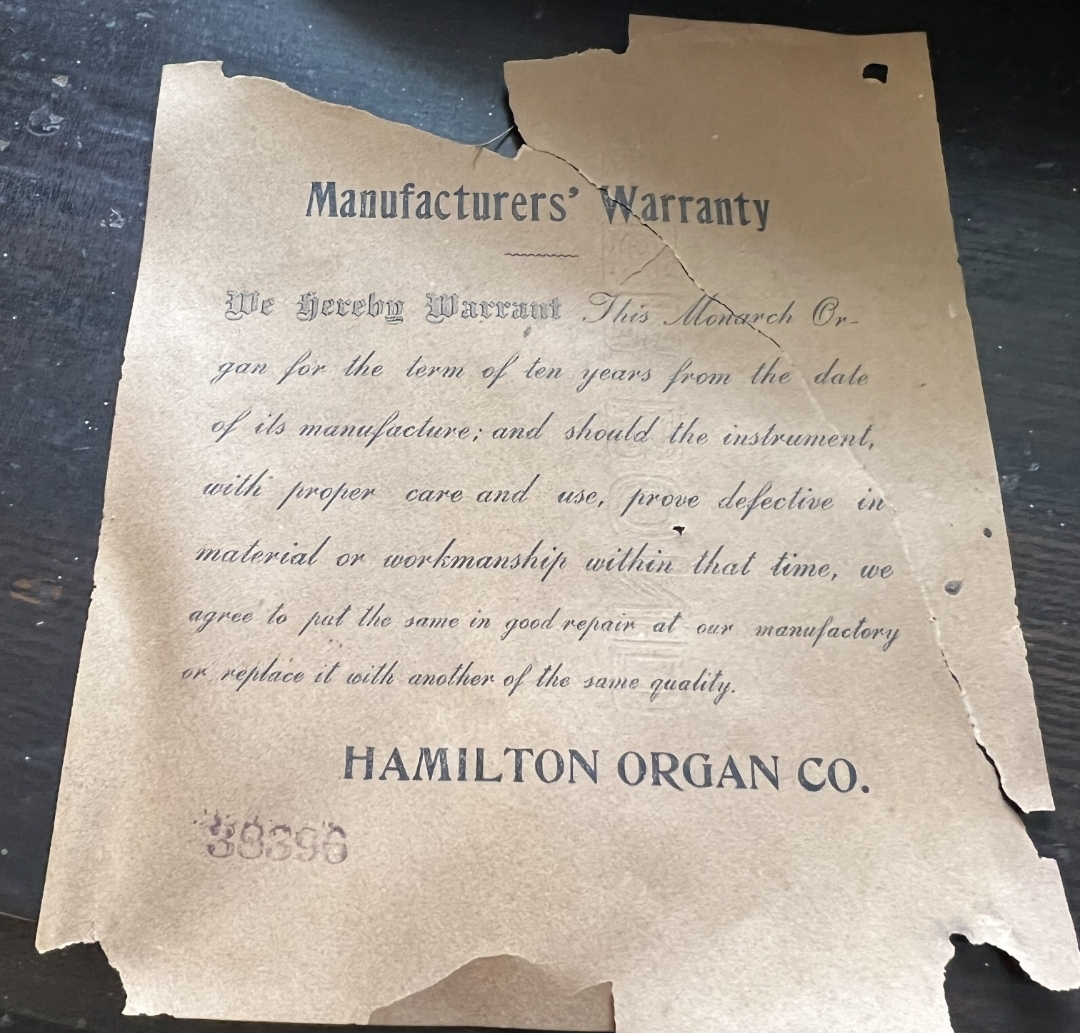 Manufacturers' Warranty
We Hereby Warrant This Monarch Or-
gan for the term of ten years from the date
of its manufacture; and should the instrument,
with proper care and use, prove defective in
material or workmanship within that time, we
agree to put the same in good repair at our manufactory
or replace it with another of the same quality.
HAMILTON ORGAN CO.
38396